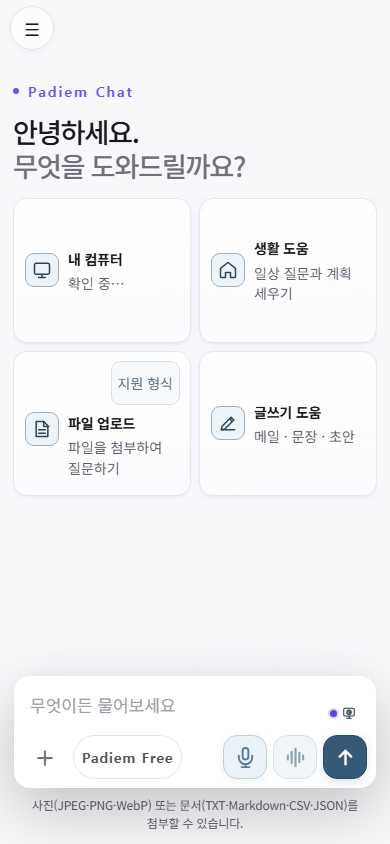 Padiem Chat
안녕하세요.
무엇을 도와드릴까요?
내 컴퓨터
확인 중…
생활 도움
일상 질문과 계획
세우기
지원 형식
파일 업로드
파일을 첨부하여
질문하기
글쓰기 도움
메일 · 문장 · 초안
무엇이든 물어보세요
Padiem Free
사진(JPEG·PNG·WebP) 또는 문서(TXT·Markdown·CSV·JSON)를
첨부할 수 있습니다.